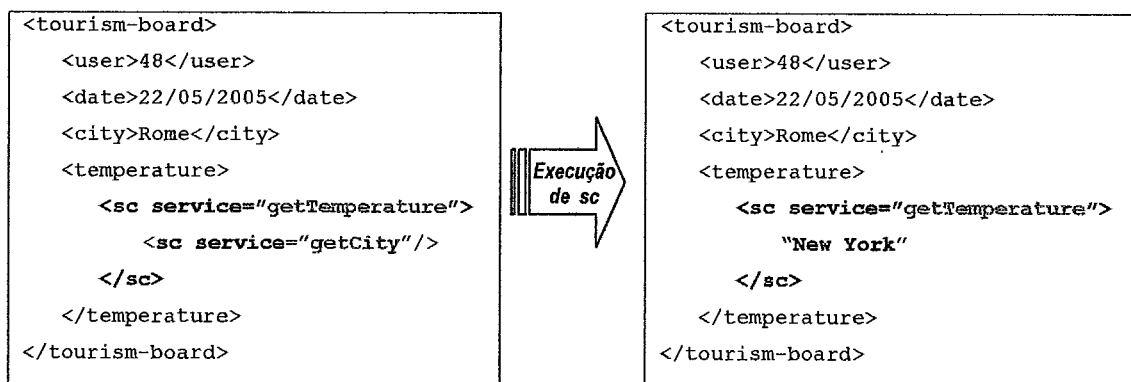 <tourism-board>
<user>48</user>
<date>22/05/2005</date>
<city>Rome</city>
<temperature>
<sc service="getTemperature">
<sc service="getCity"/>
</sc>
</temperature>
</tourism-board>
Execução
de sc
<tourism-board>
<user>48</user>
<date>22/05/2005</date>
<city>Rome</city>
<temperature>
<sc service="getTemperature">
"New York"
</sc>
</temperature>
</tourism-board>